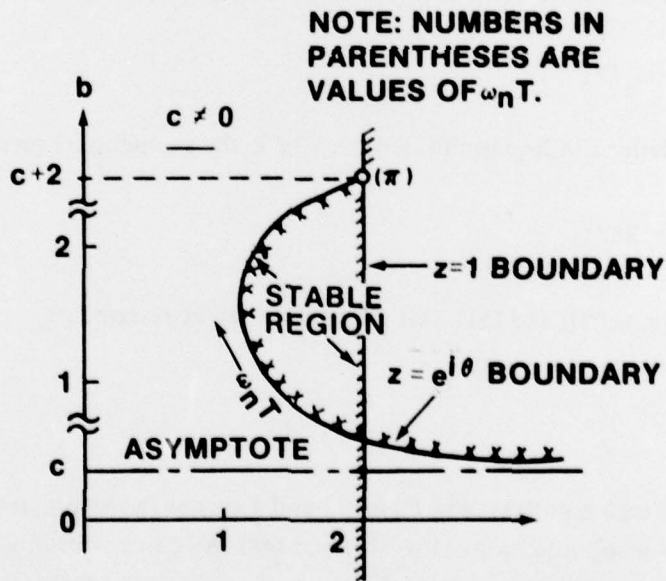 NOTE: NUMBERS IN
PARENTHESES ARE
VALUES OF ωnT.
b
c ≠ 0
c+2
(π)
2
z=1 BOUNDARY
STABLE
REGION
ωnT
1
z = e^iθ BOUNDARY
ASYMPTOTE
c
0
1
2